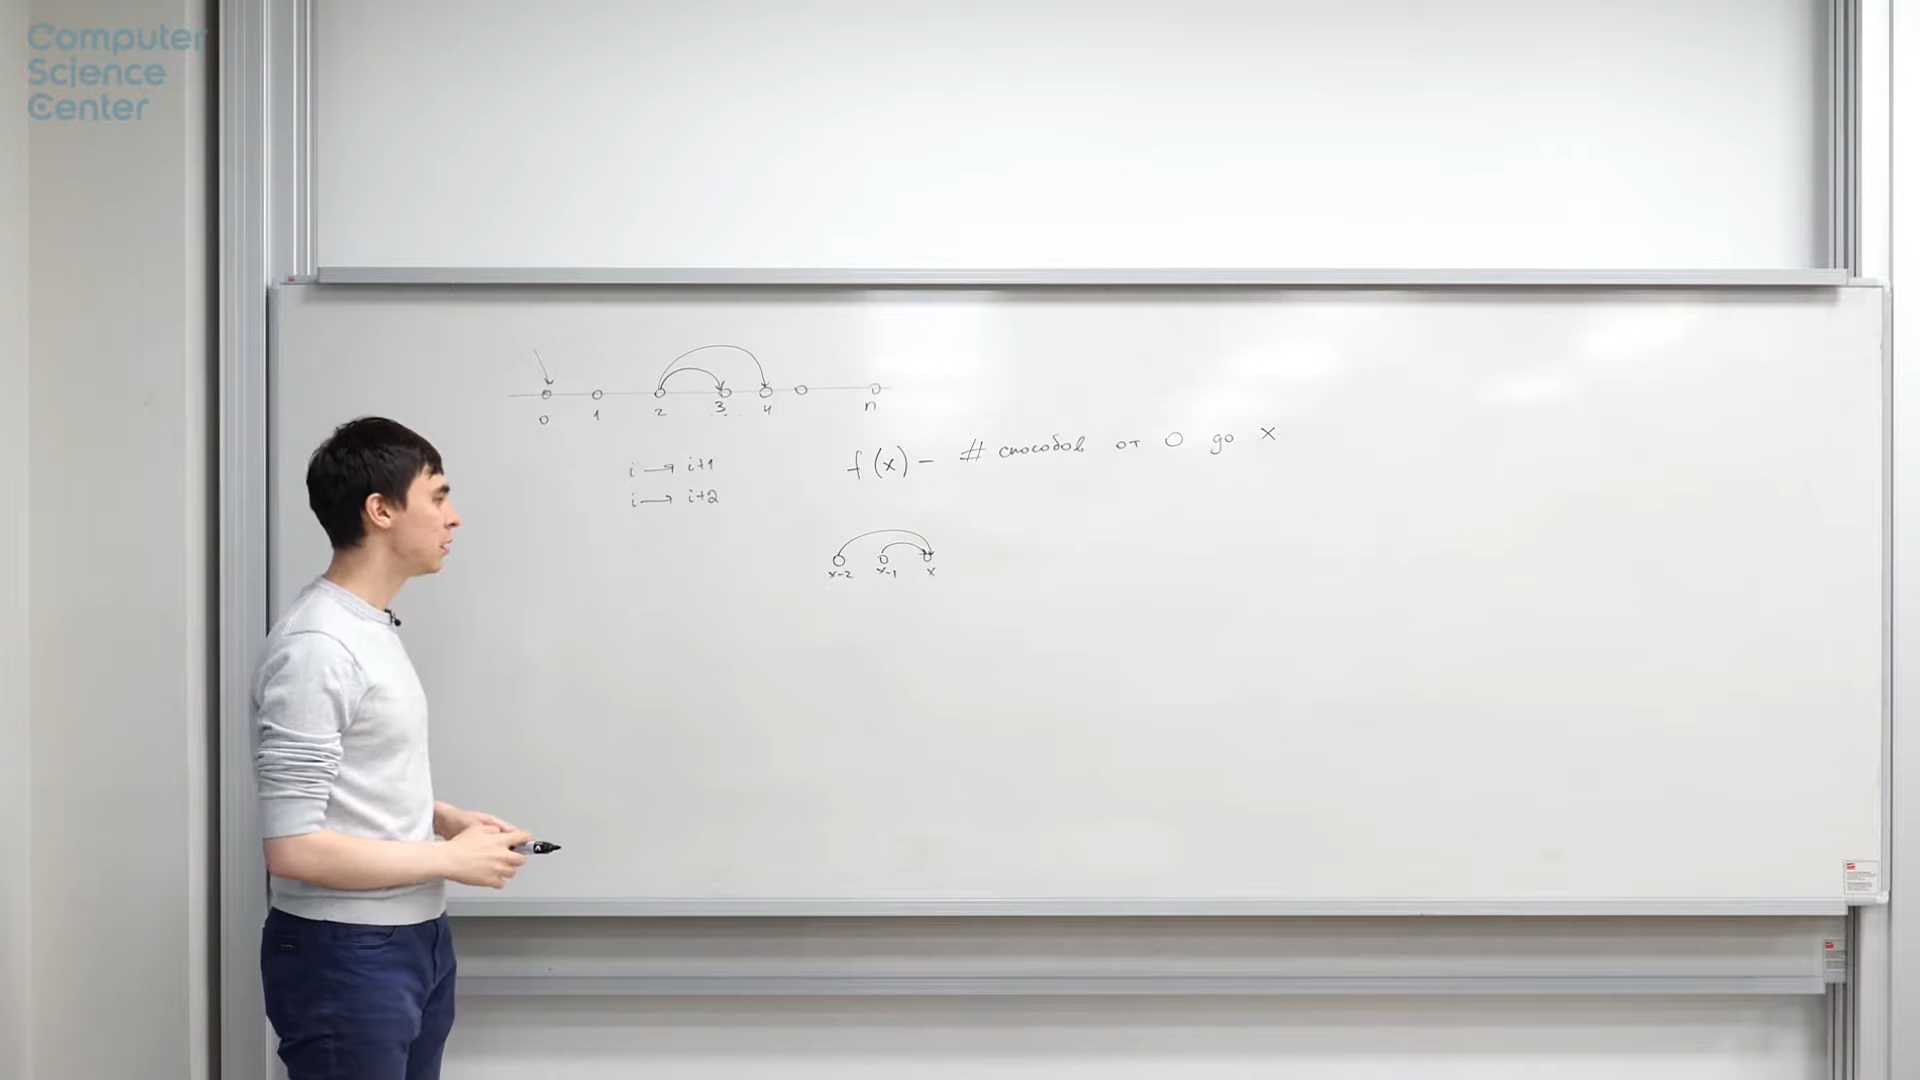 Computer
Science
Center
0 1 2 3 4 n
i → i+1
i → i+2
f(x) – # способов от 0 до x
x-2 x-1 x